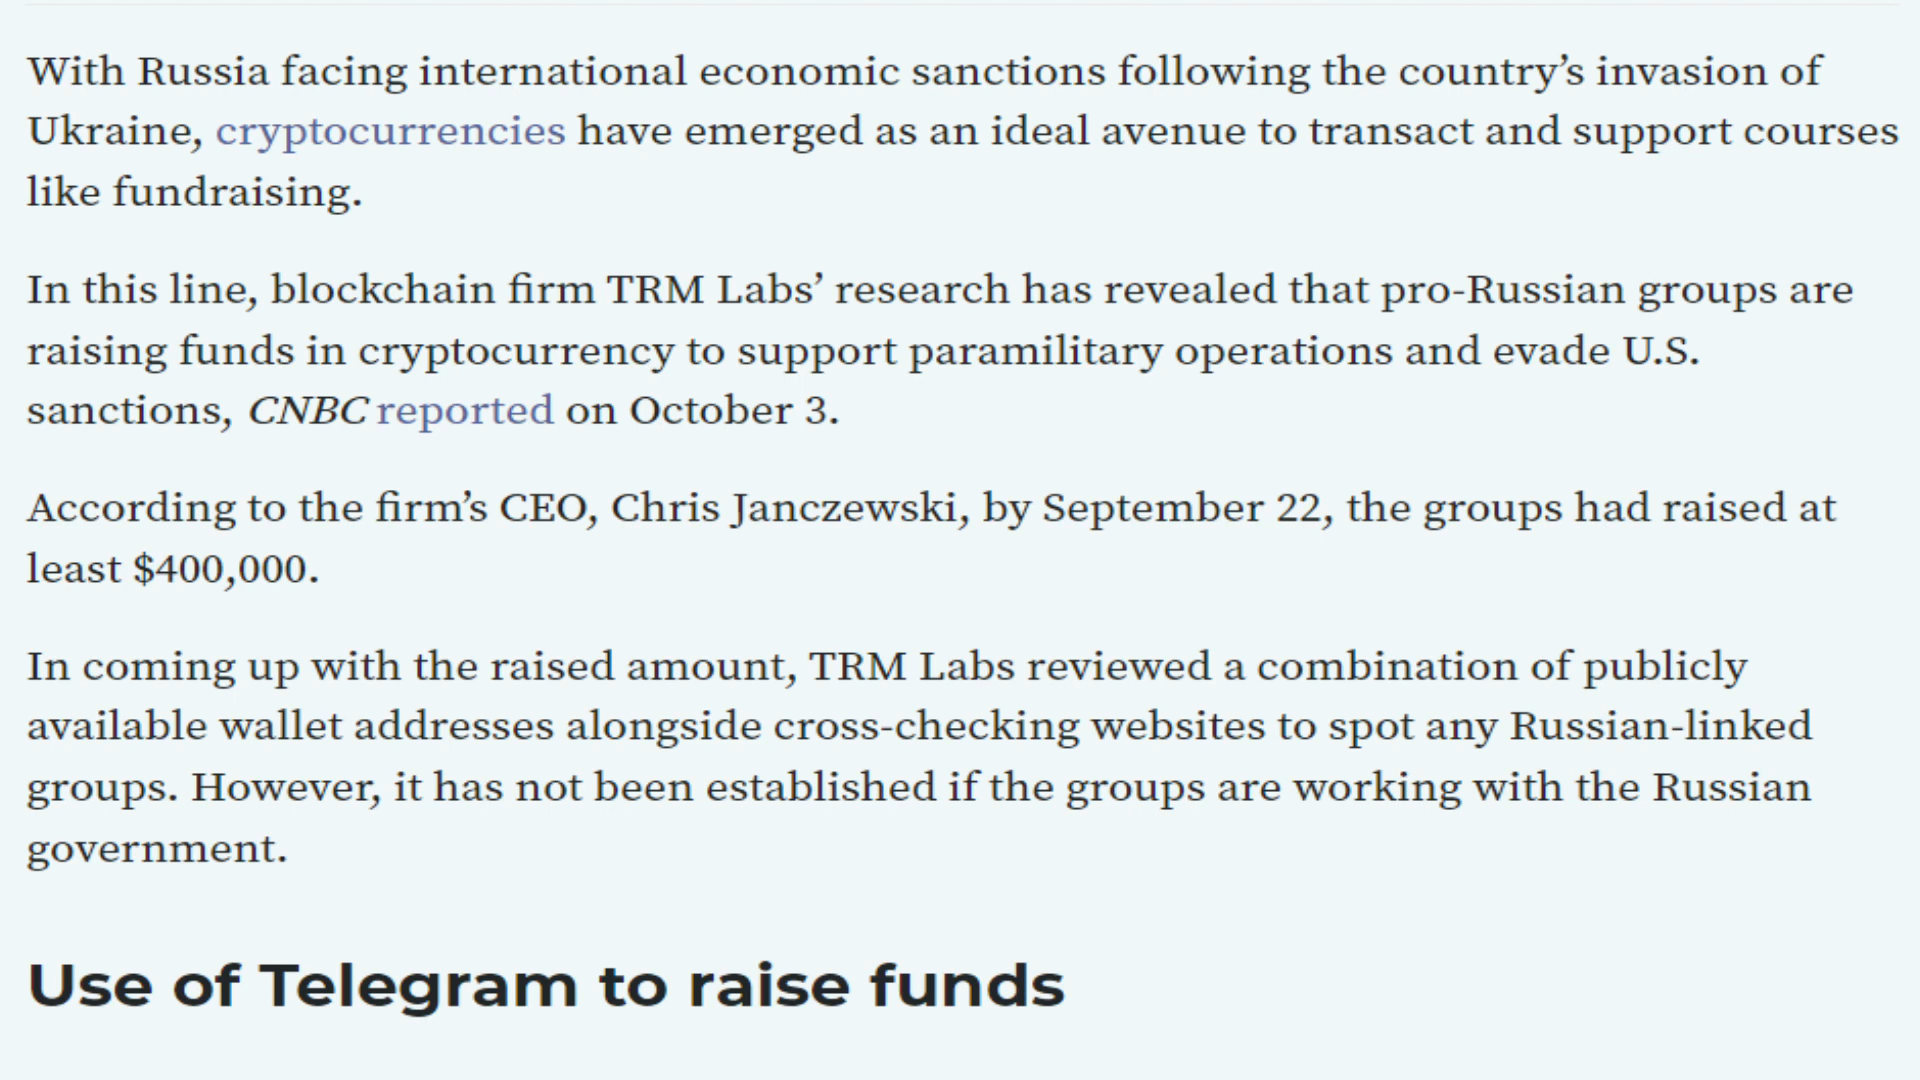 With Russia facing international economic sanctions following the country’s invasion of
Ukraine, cryptocurrencies have emerged as an ideal avenue to transact and support courses
like fundraising.
In this line, blockchain firm TRM Labs’ research has revealed that pro-Russian groups are
raising funds in cryptocurrency to support paramilitary operations and evade U.S.
sanctions, CNBC reported on October 3.
According to the firm’s CEO, Chris Janczewski, by September 22, the groups had raised at
least $400,000.
In coming up with the raised amount, TRM Labs reviewed a combination of publicly
available wallet addresses alongside cross-checking websites to spot any Russian-linked
groups. However, it has not been established if the groups are working with the Russian
government.
Use of Telegram to raise funds